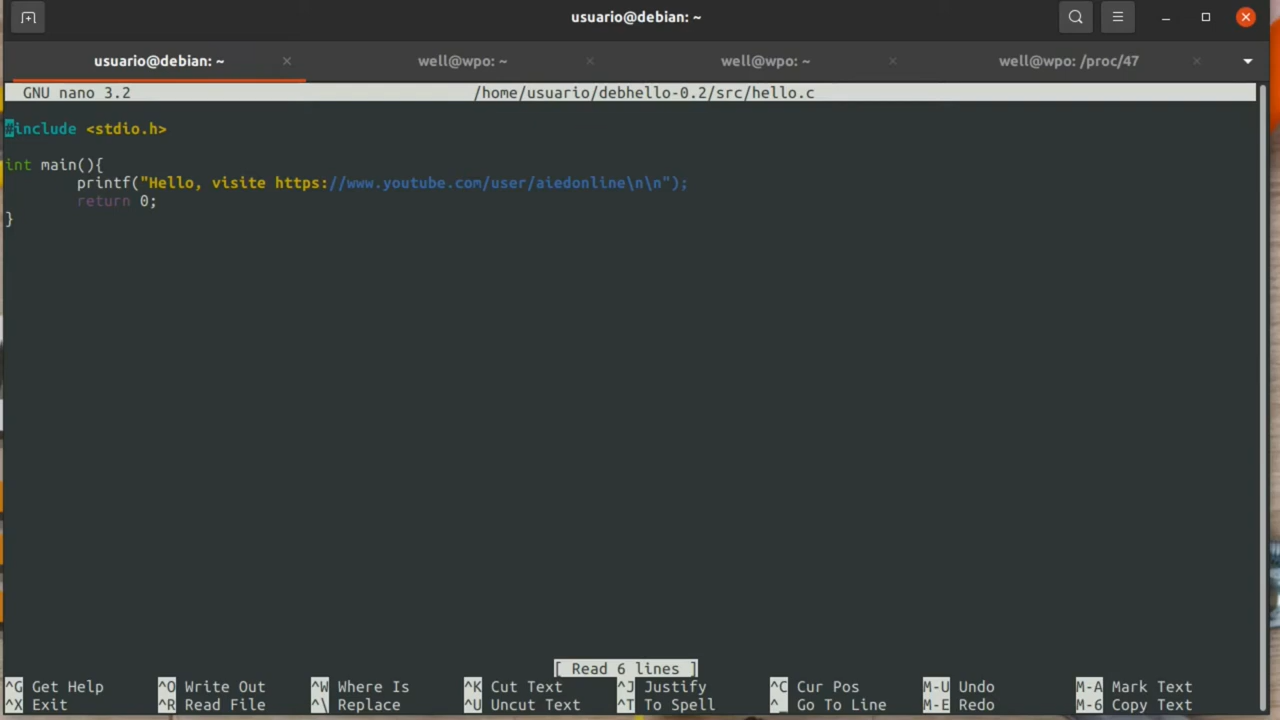 usuario@debian: ~
usuario@debian: ~ × well@wpo: ~ × well@wpo: ~ × well@wpo: /proc/47 ×
GNU nano 3.2 /home/usuario/debhello-0.2/src/hello.c
#include <stdio.h>
int main(){
printf("Hello, visite https://www.youtube.com/user/aiedonline\n\n");
return 0;
}
[ Read 6 lines ]
^G Get Help ^O Write Out ^W Where Is ^K Cut Text ^J Justify ^C Cur Pos M-U Undo M-A Mark Text
^X Exit ^R Read File ^\ Replace ^U Uncut Text ^T To Spell ^_ Go To Line M-E Redo M-6 Copy Text